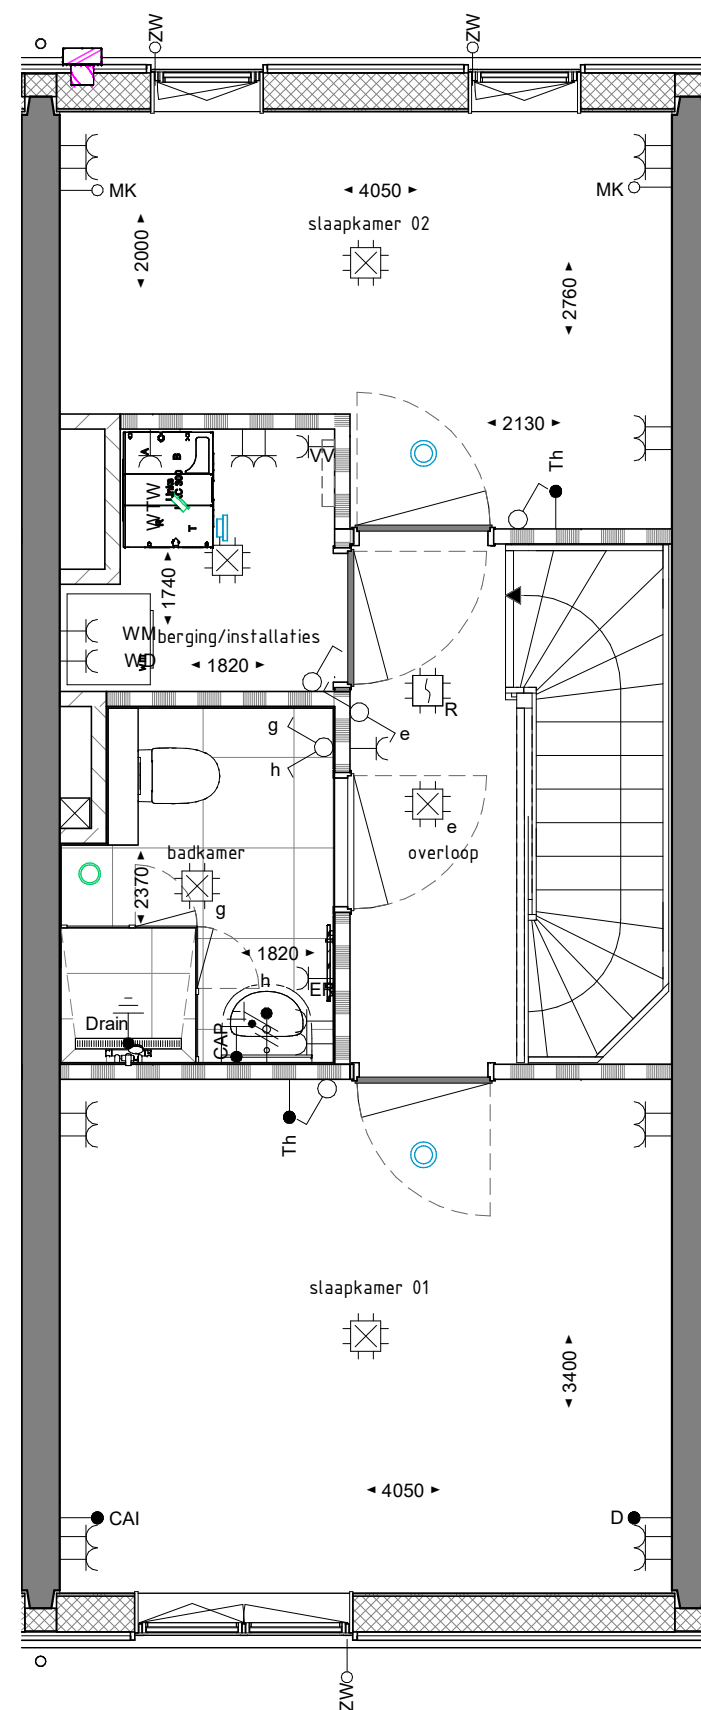 ZW
ZW
MK
4050
MK
slaapkamer 02
2000
2760
2130
A
B
VV
Th
WTW
T
1740
WM
berging/installaties
WD
1820
R
g
e
h
e
badkamer
overloop
2370
g
1820
h
Drain
CAP
Th
slaapkamer 01
3400
4050
CAI
D
ZW